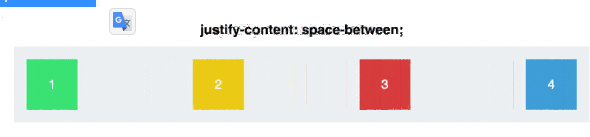 justify-content: space-between;
1 2 3 4